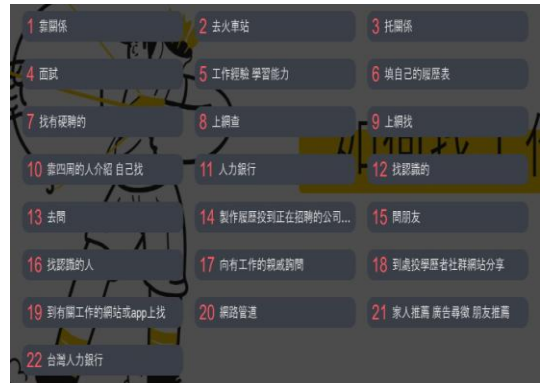 1 靠關係
2 去火車站
3 托關係
4 面試
5 工作經驗 學習能力
6 填自己的履歷表
7 找有硬聘的
8 上網查
9 上網找
10 靠四周的人介紹 自己找
11 人力銀行
12 找認識的
13 去問
14 製作履歷投到正在招聘的公司...
15 問朋友
16 找認識的人
17 向有工作的親戚詢問
18 到處投學歷者社群網站分享
19 到有關工作的網站或app上找
20 網路管道
21 家人推薦 廣告尋徵 朋友推薦
22 台灣人力銀行